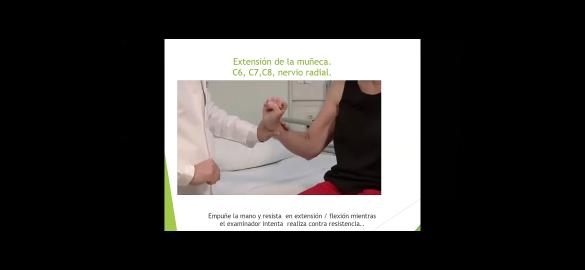 Extensión de la muñeca.
C6, C7,C8, nervio radial.
Empuñe la mano y resista en extensión / flexión mientras
el examinador intenta realiza contra resistencia..